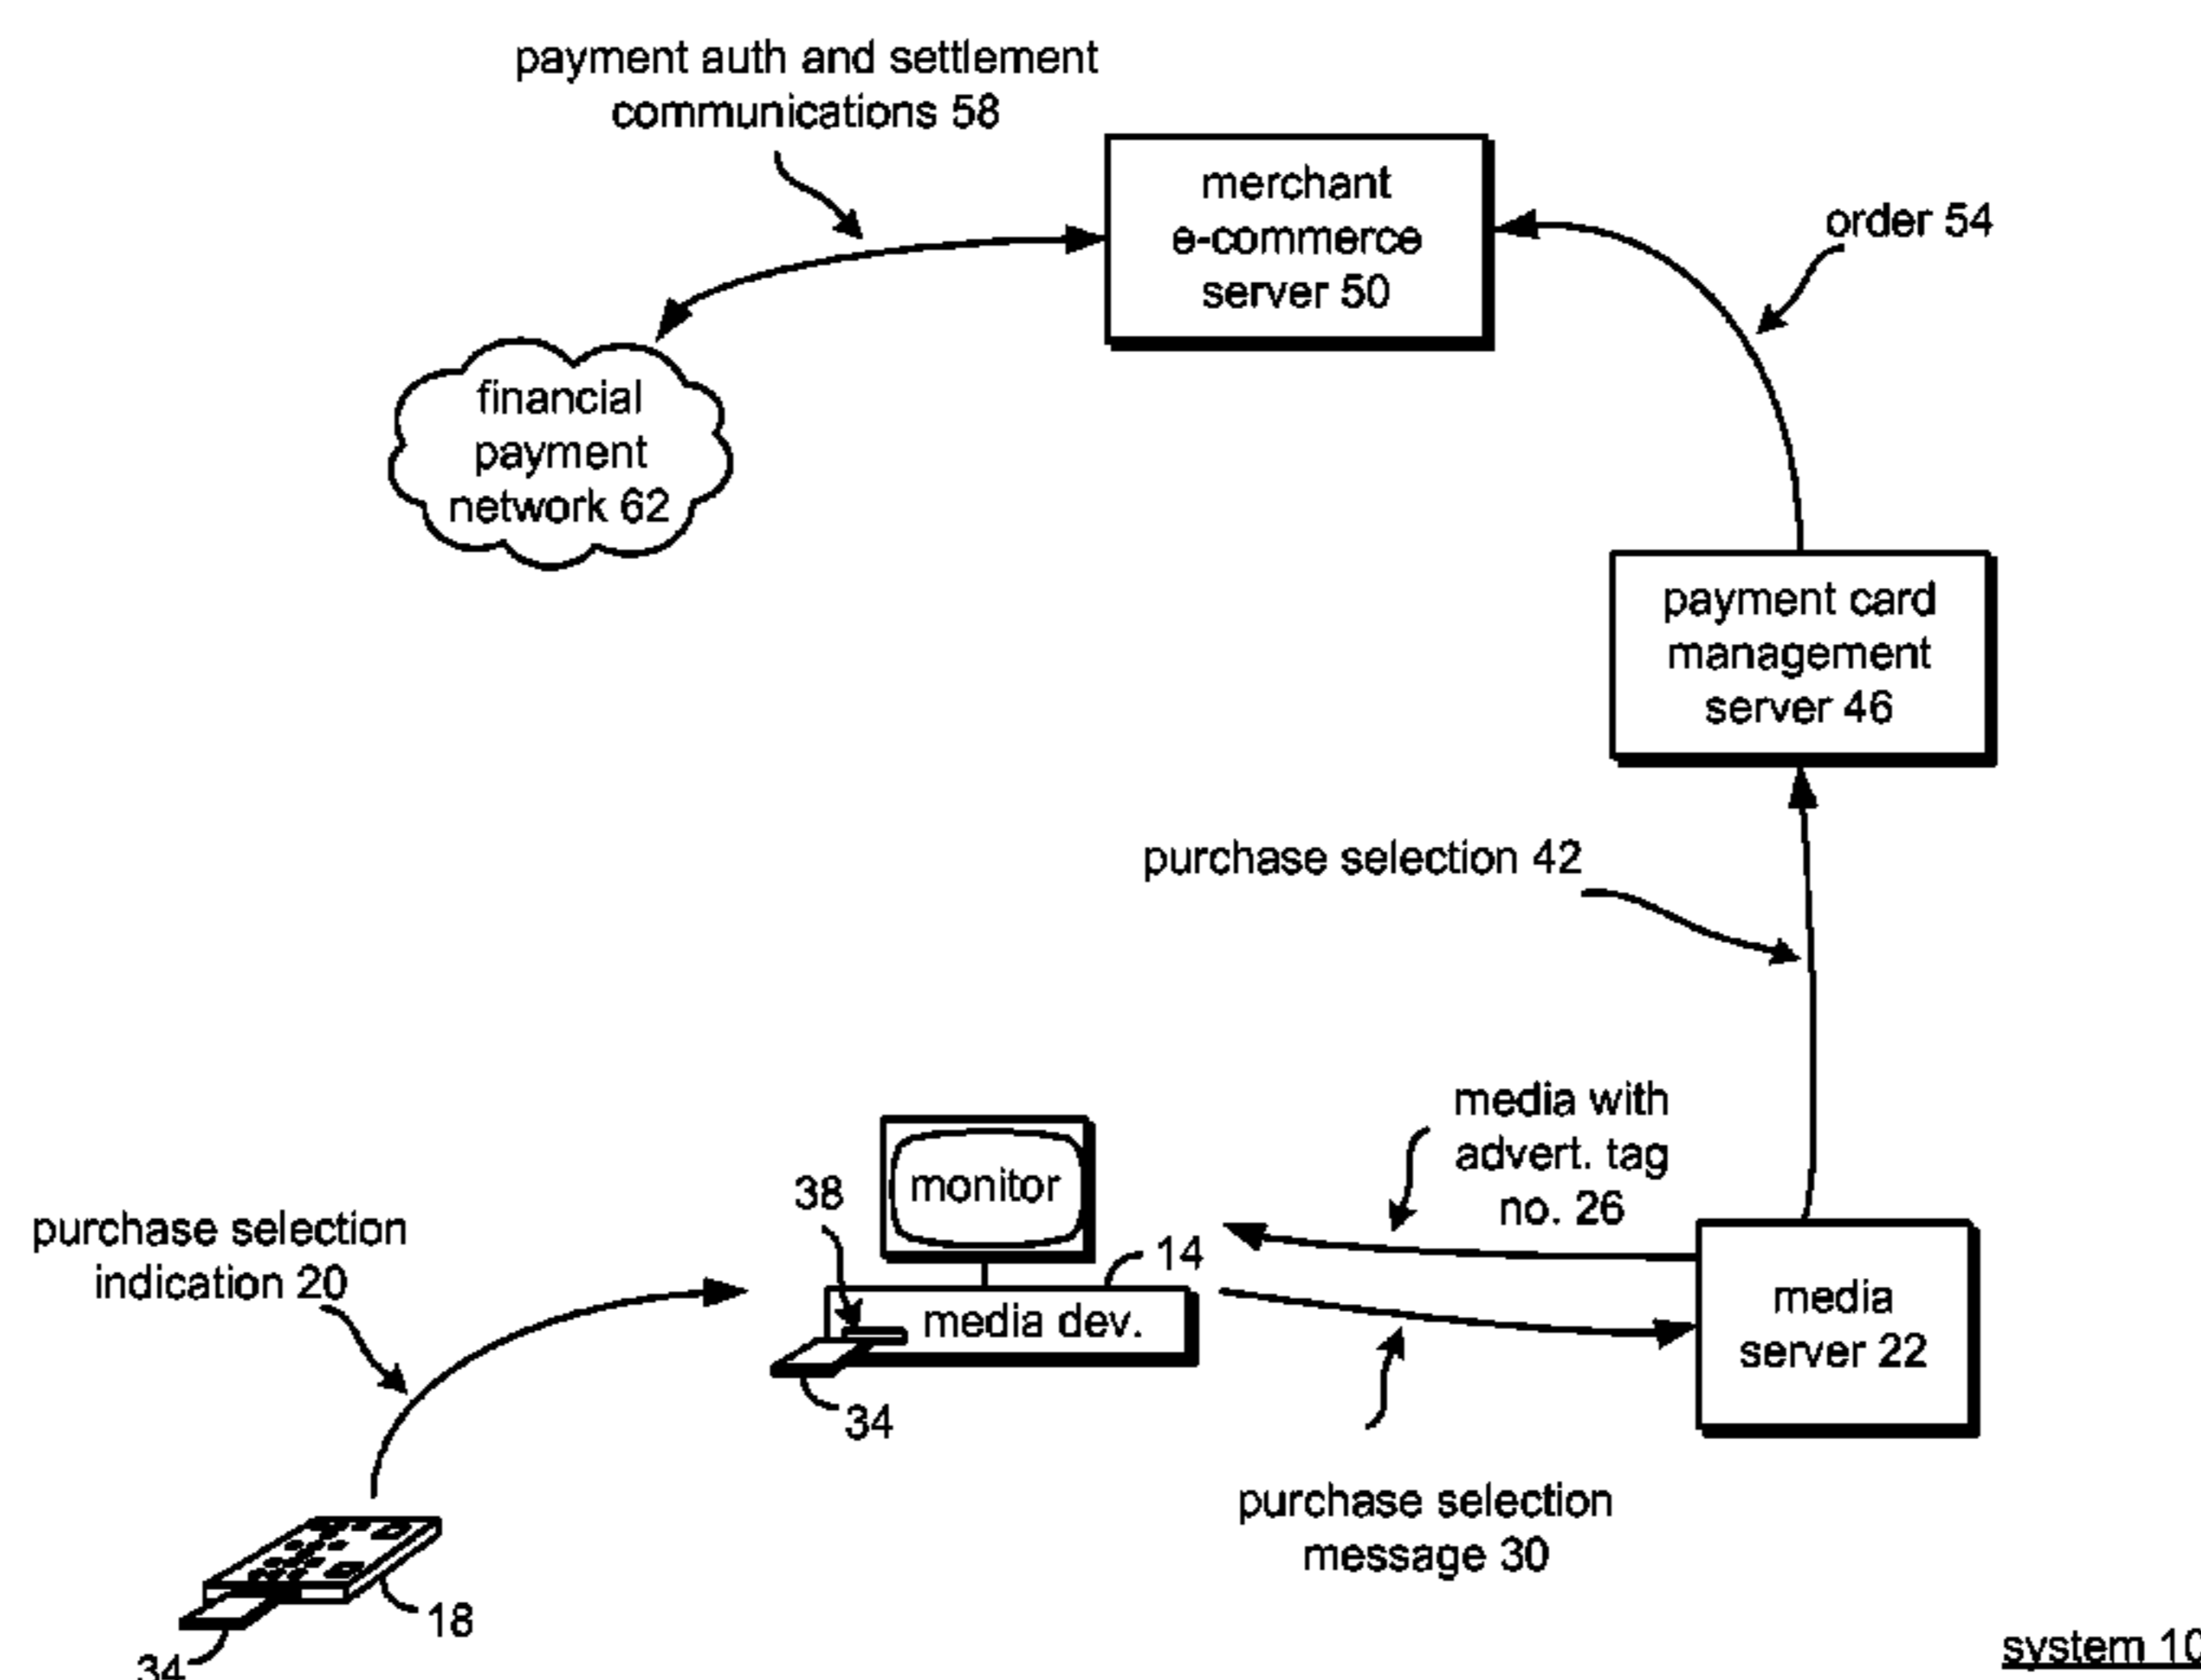 payment auth and settlement
communications 58
merchant
e-commerce
server 50
order 54
financial
payment
network 62
payment card
management
server 46
purchase selection 42
media with
advert. tag
no. 26
monitor
38
14
purchase selection
indication 20
media dev.
media
server 22
34
purchase selection
message 30
18
34
system 10